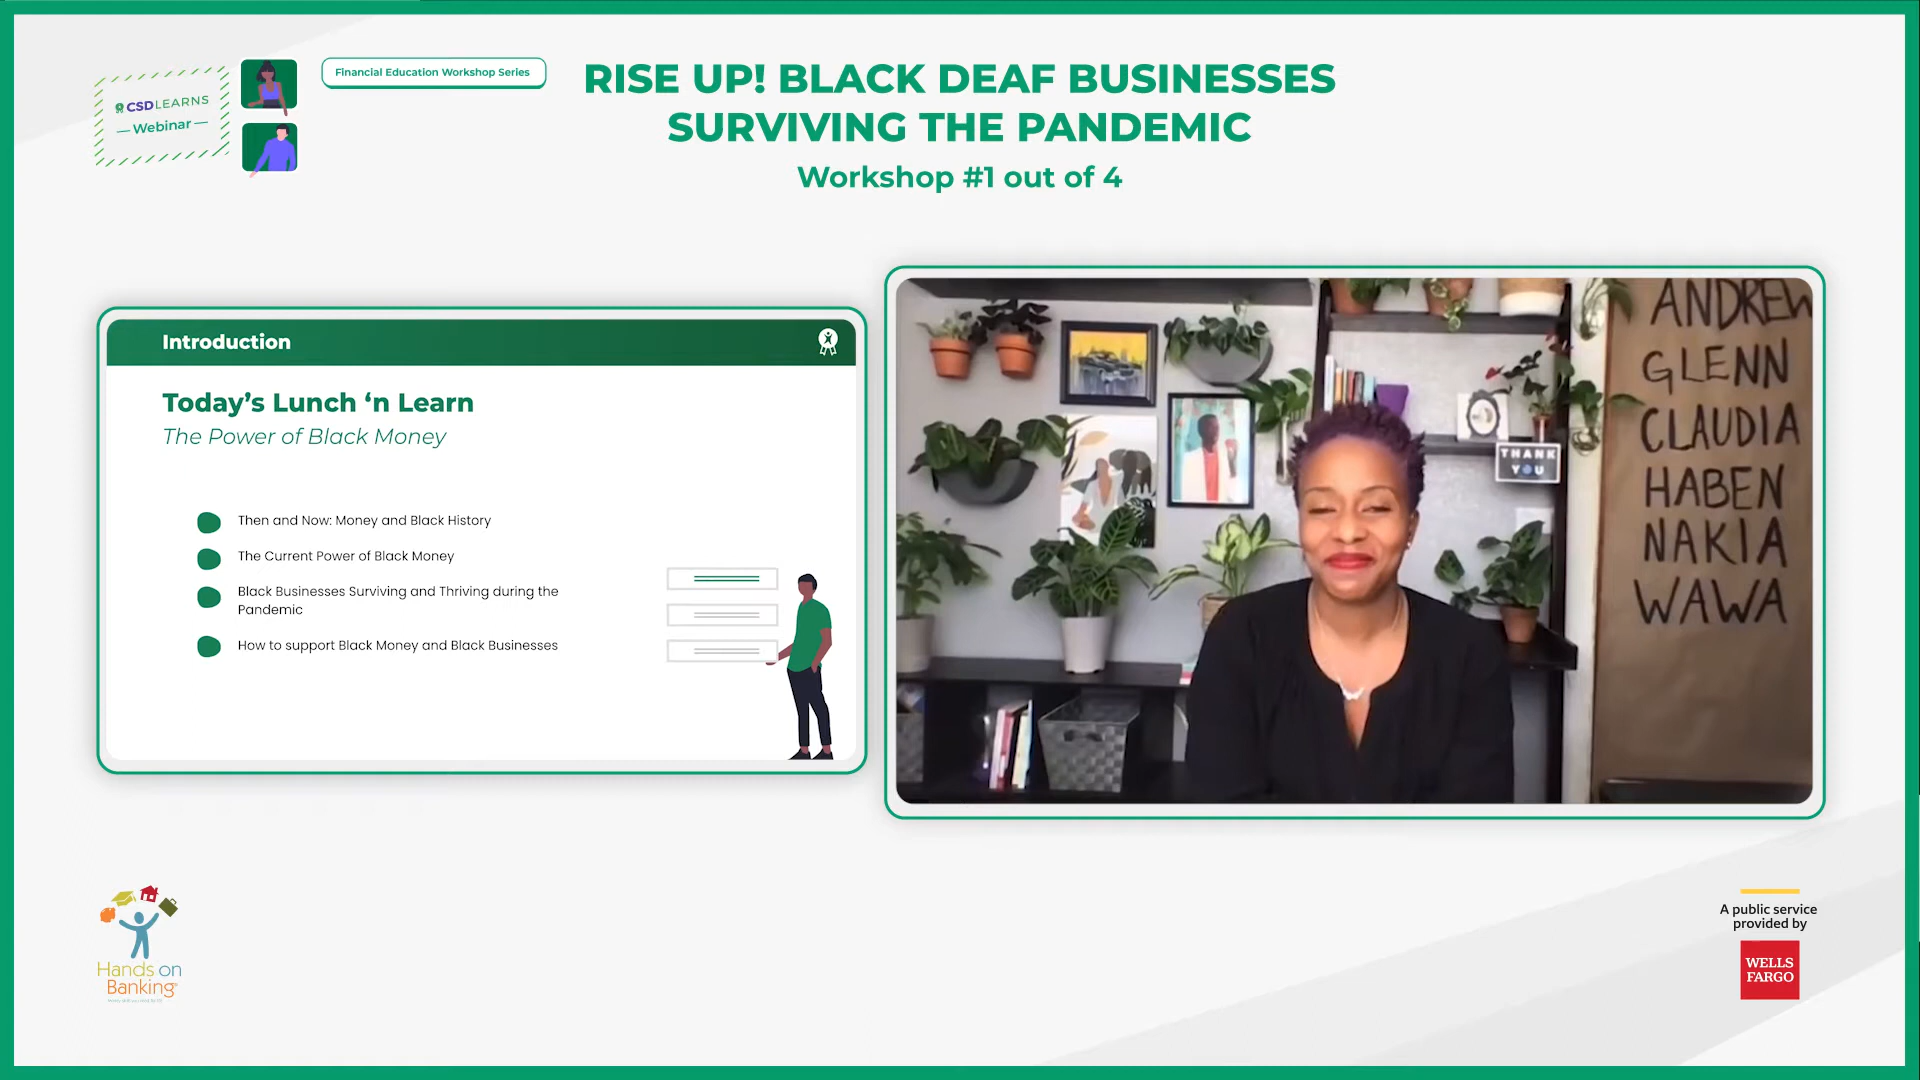 CSDLEARNS
— Webinar —
Financial Education Workshop Series
RISE UP! BLACK DEAF BUSINESSES
SURVIVING THE PANDEMIC
Workshop #1 out of 4
Introduction
Today’s Lunch ‘n Learn
The Power of Black Money
Then and Now: Money and Black History
The Current Power of Black Money
Black Businesses Surviving and Thriving during the
Pandemic
How to support Black Money and Black Businesses
THANK
YOU
ANDREW
GLENN
CLAUDIA
HABEN
NAKIA
WAWA
Hands on
Banking®
A public service
provided by
WELLS
FARGO